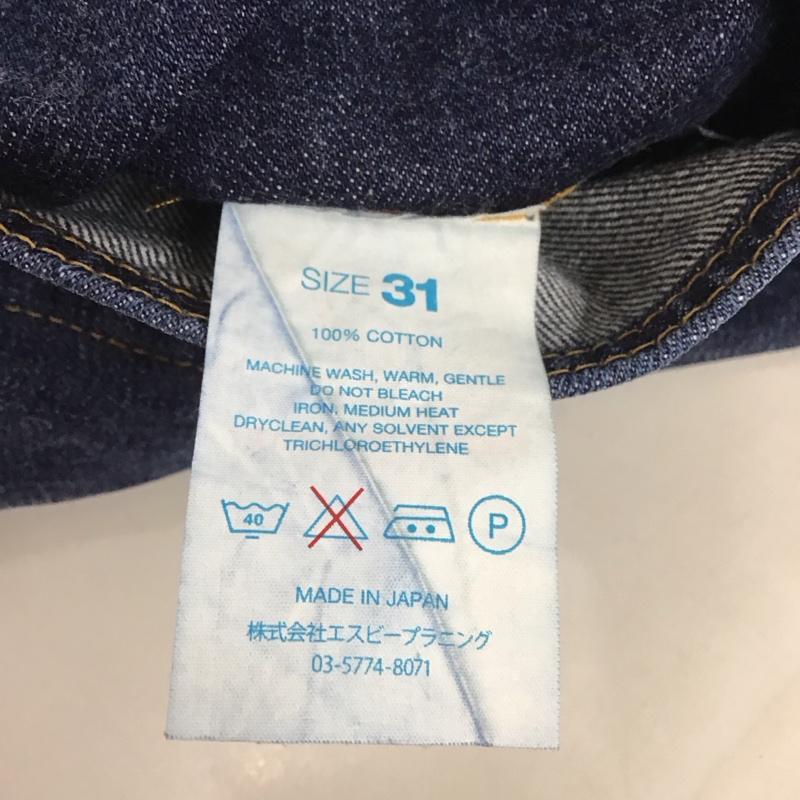 SIZE 31
100% COTTON
MACHINE WASH, WARM, GENTLE
DO NOT BLEACH
IRON, MEDIUM HEAT
DRYCLEAN, ANY SOLVENT EXCEPT
TRICHLOROETHYLENE
40 P
MADE IN JAPAN
株式会社エスビープラニング
03-5774-8071